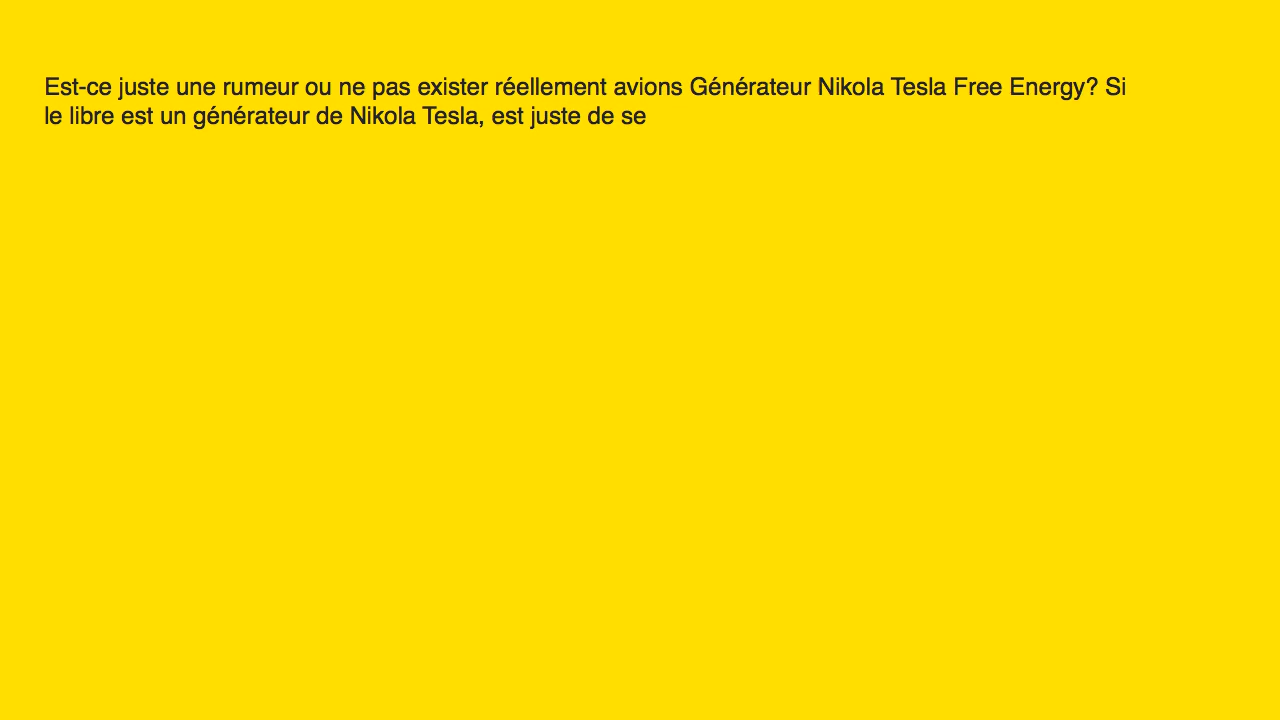 Est-ce juste une rumeur ou ne pas exister réellement avions Générateur Nikola Tesla Free Energy? Si
le libre est un générateur de Nikola Tesla, est juste de se